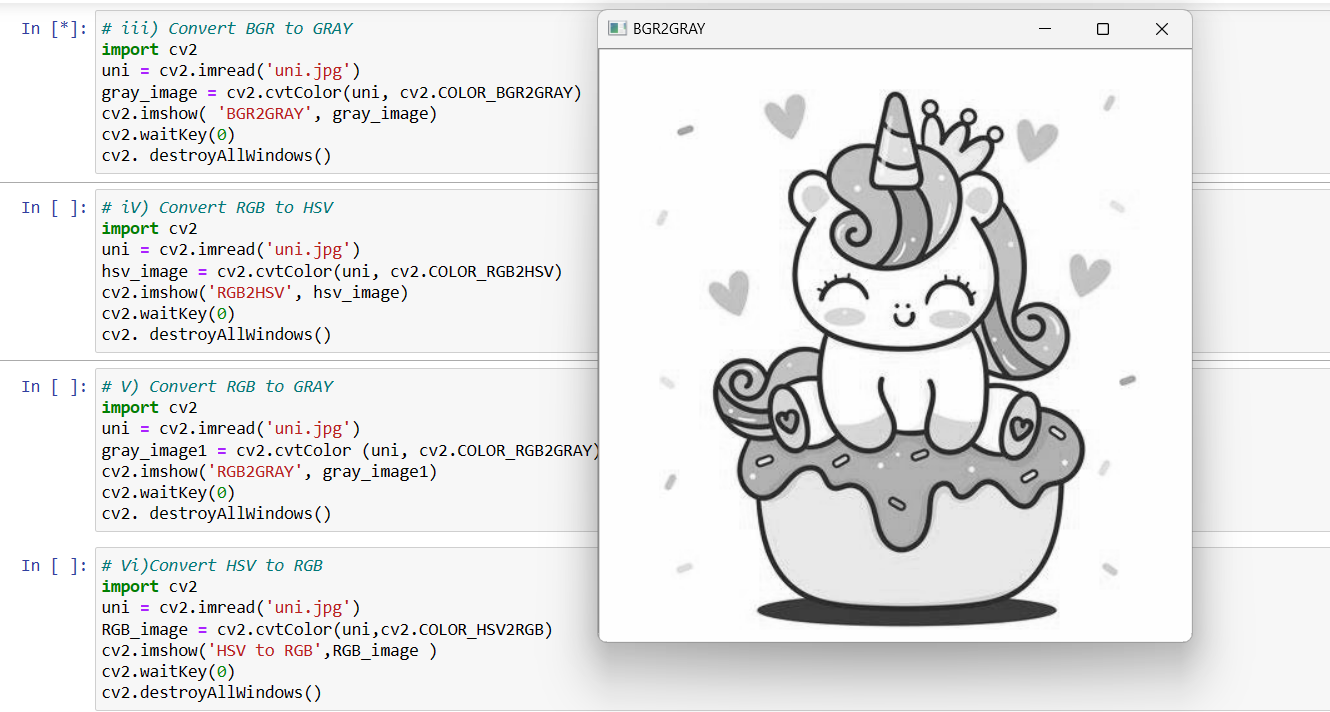 In [*]:
# iii) Convert BGR to GRAY
import cv2
uni = cv2.imread('uni.jpg')
gray_image = cv2.cvtColor(uni, cv2.COLOR_BGR2GRAY)
cv2.imshow( 'BGR2GRAY', gray_image)
cv2.waitKey(0)
cv2. destroyAllWindows()
BGR2GRAY
In [ ]:
# iV) Convert RGB to HSV
import cv2
uni = cv2.imread('uni.jpg')
hsv_image = cv2.cvtColor(uni, cv2.COLOR_RGB2HSV)
cv2.imshow('RGB2HSV', hsv_image)
cv2.waitKey(0)
cv2. destroyAllWindows()
In [ ]:
# V) Convert RGB to GRAY
import cv2
uni = cv2.imread('uni.jpg')
gray_image1 = cv2.cvtColor (uni, cv2.COLOR_RGB2GRAY)
cv2.imshow('RGB2GRAY', gray_image1)
cv2.waitKey(0)
cv2. destroyAllWindows()
In [ ]:
# Vi)Convert HSV to RGB
import cv2
uni = cv2.imread('uni.jpg')
RGB_image = cv2.cvtColor(uni,cv2.COLOR_HSV2RGB)
cv2.imshow('HSV to RGB',RGB_image )
cv2.waitKey(0)
cv2.destroyAllWindows()